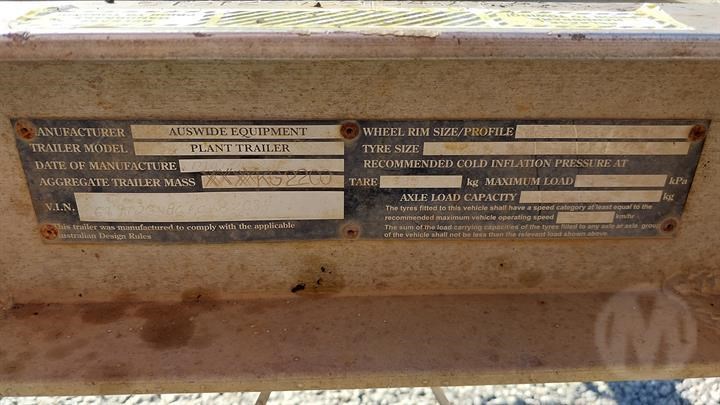 ANUFACTURER AUSWIDE EQUIPMENT
TRAILER MODEL PLANT TRAILER
DATE OF MANUFACTURE
AGGREGATE TRAILER MASS 2200
V.I.N.
This trailer was manufactured to comply with the applicable
Australian Design Rules
WHEEL RIM SIZE/PROFILE
TYRE SIZE
RECOMMENDED COLD INFLATION PRESSURE AT
TARE kg MAXIMUM LOAD kPa
AXLE LOAD CAPACITY kg
The tyres fitted to this vehicle shall have a speed category at least equal to the
recommended maximum vehicle operating speed km/hr
The sum of the load carrying capacities of the tyres fitted to any axle or axle group
of the vehicle shall not be less than the relevant load shown above.